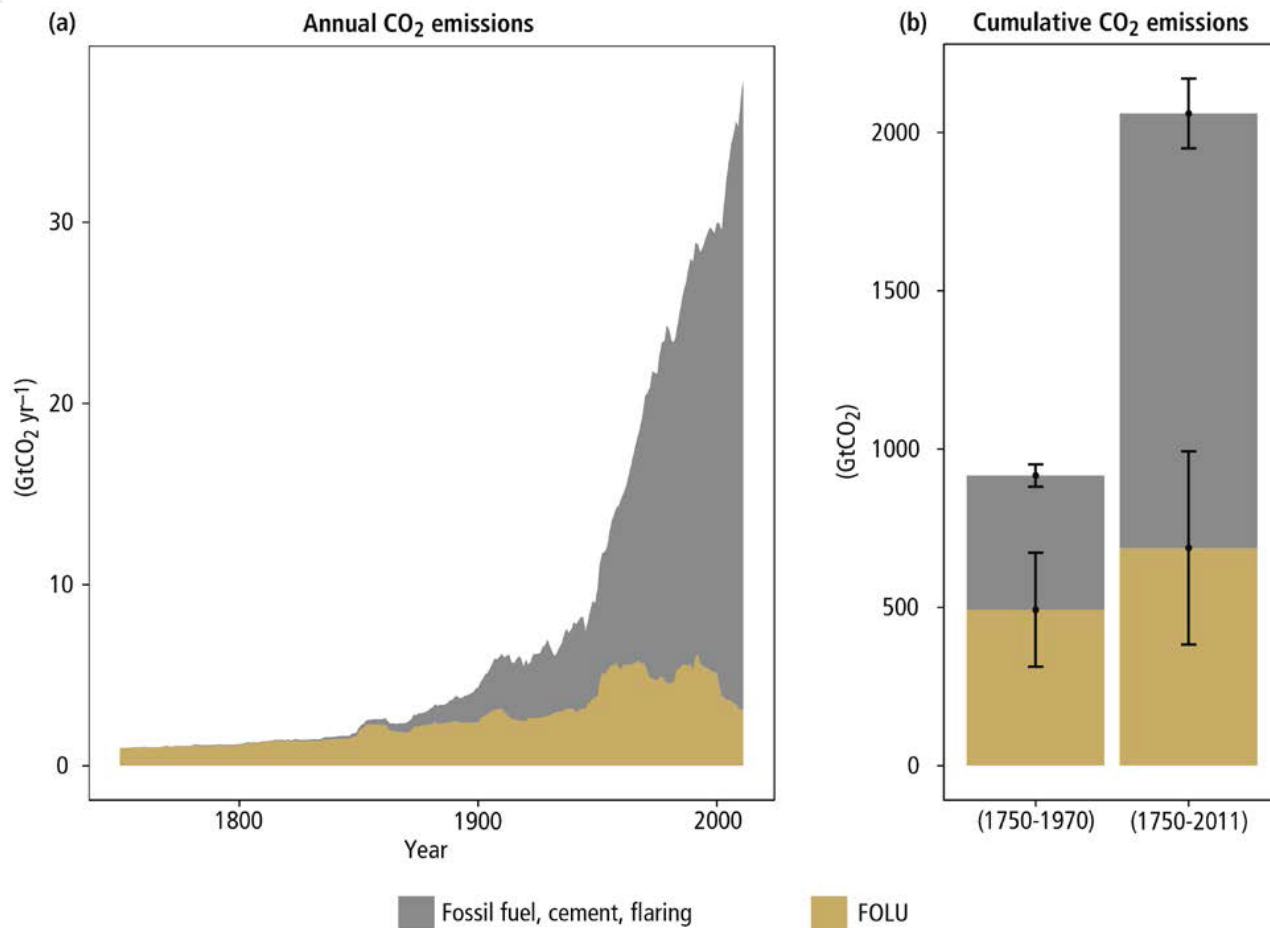 (a) Annual CO₂ emissions
(GtCO₂ yr⁻¹)
30
20
10
0
1800 1900 2000
Year
(b) Cumulative CO₂ emissions
(GtCO₂)
2000
1500
1000
500
0
(1750-1970) (1750-2011)
Fossil fuel, cement, flaring FOLU